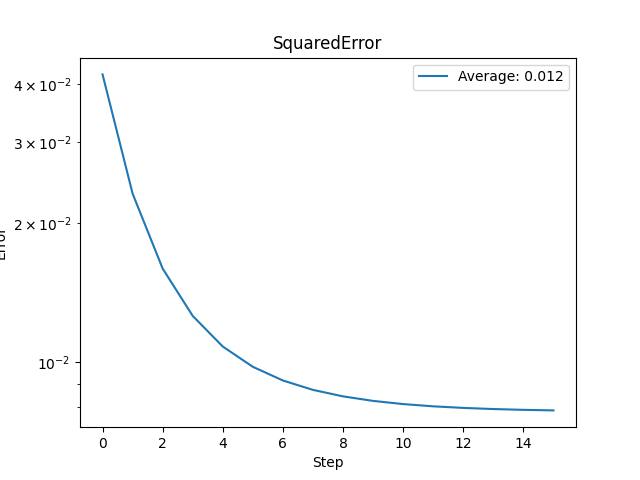 SquaredError
Average: 0.012
4 × 10⁻²
3 × 10⁻²
2 × 10⁻²
10⁻²
Error
0 2 4 6 8 10 12 14
Step